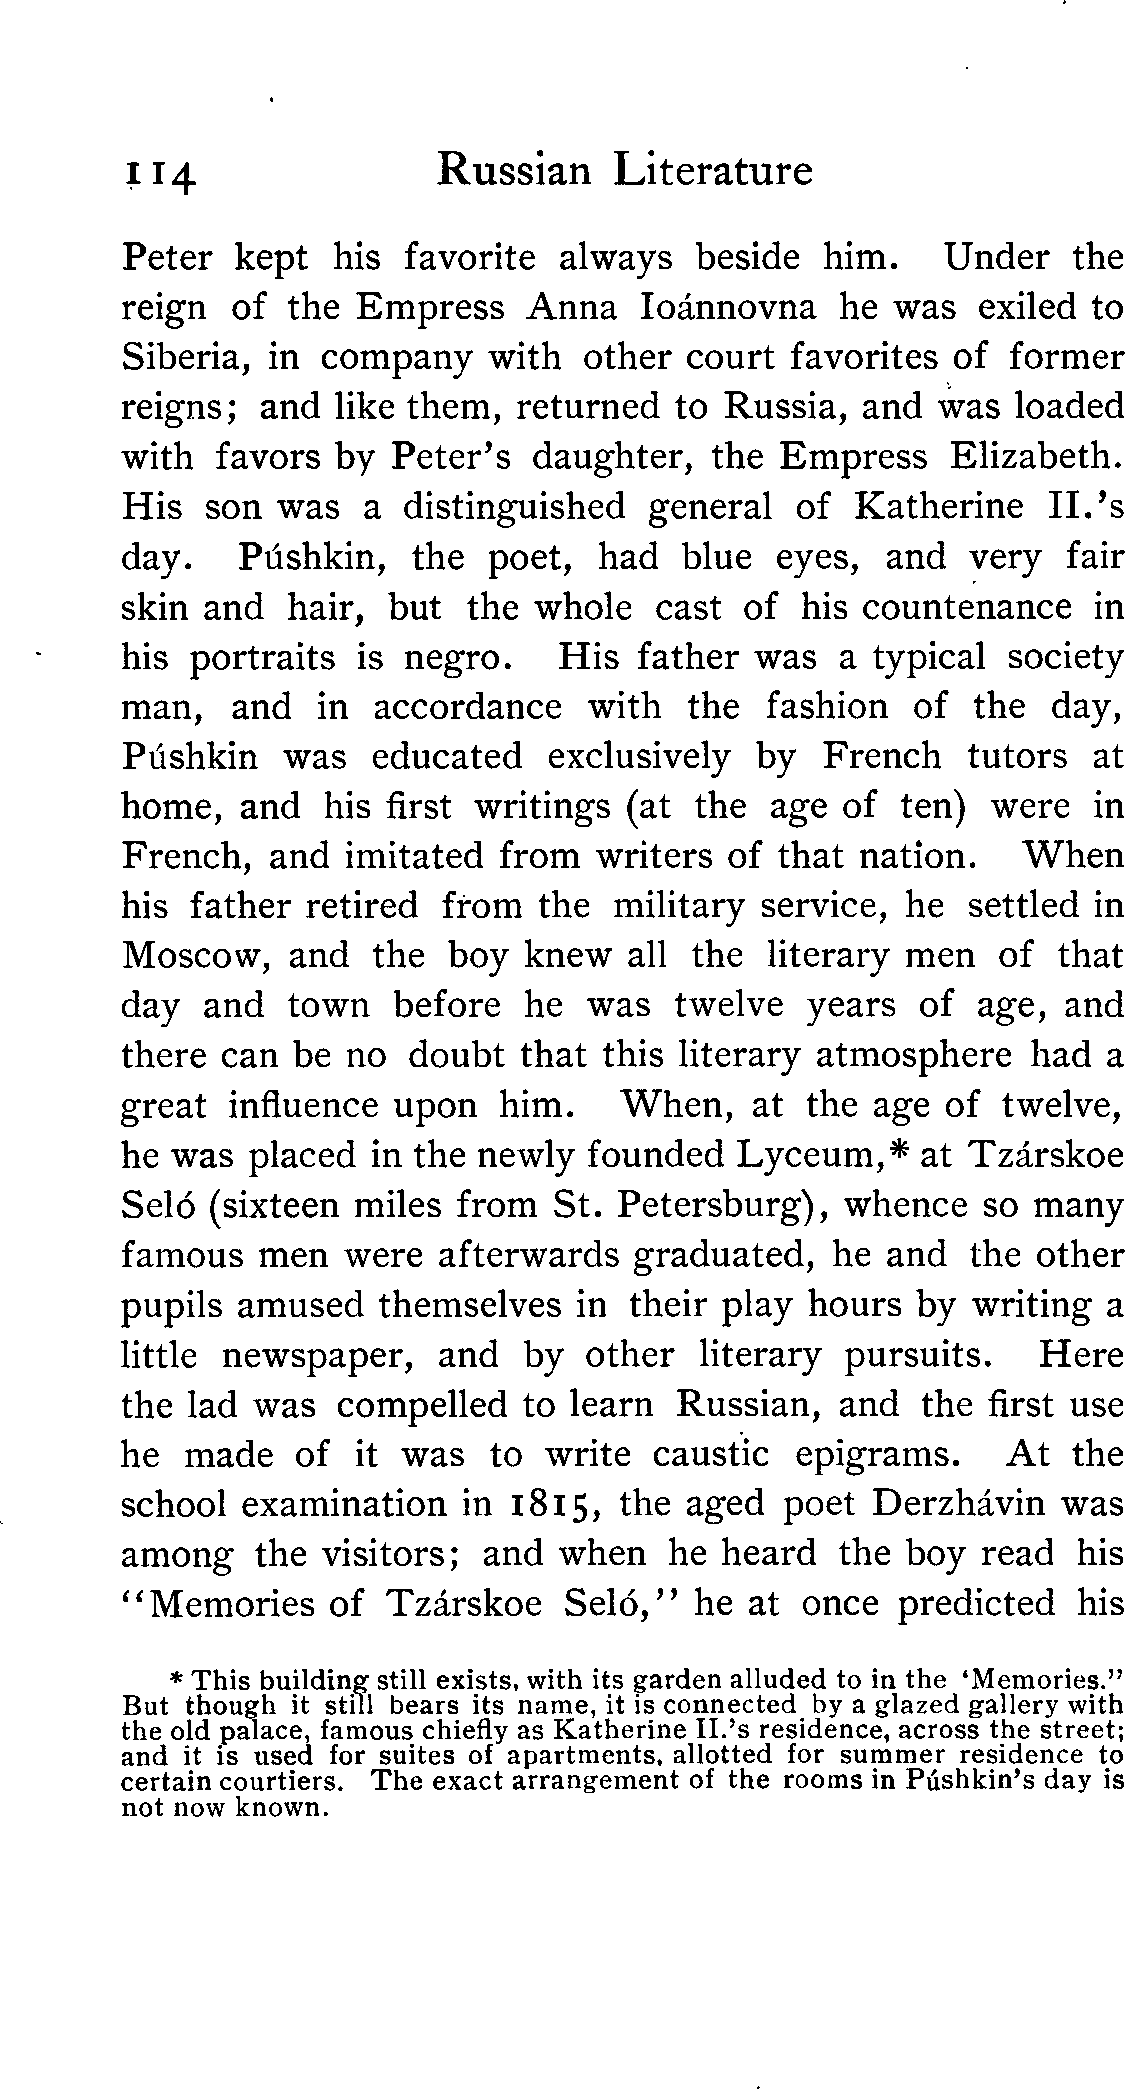 114 Russian Literature
Peter kept his favorite always beside him. Under the
reign of the Empress Anna Ioánnovna he was exiled to
Siberia, in company with other court favorites of former
reigns; and like them, returned to Russia, and was loaded
with favors by Peter's daughter, the Empress Elizabeth.
His son was a distinguished general of Katherine II.'s
day. Púshkin, the poet, had blue eyes, and very fair
skin and hair, but the whole cast of his countenance in
his portraits is negro. His father was a typical society
man, and in accordance with the fashion of the day,
Púshkin was educated exclusively by French tutors at
home, and his first writings (at the age of ten) were in
French, and imitated from writers of that nation. When
his father retired from the military service, he settled in
Moscow, and the boy knew all the literary men of that
day and town before he was twelve years of age, and
there can be no doubt that this literary atmosphere had a
great influence upon him. When, at the age of twelve,
he was placed in the newly founded Lyceum,* at Tzárskoe
Seló (sixteen miles from St. Petersburg), whence so many
famous men were afterwards graduated, he and the other
pupils amused themselves in their play hours by writing a
little newspaper, and by other literary pursuits. Here
the lad was compelled to learn Russian, and the first use
he made of it was to write caustic epigrams. At the
school examination in 1815, the aged poet Derzhávin was
among the visitors; and when he heard the boy read his
"Memories of Tzárskoe Seló," he at once predicted his
* This building still exists, with its garden alluded to in the 'Memories."
But though it still bears its name, it is connected by a glazed gallery with
the old palace, famous chiefly as Katherine II.'s residence, across the street;
and it is used for suites of apartments, allotted for summer residence to
certain courtiers. The exact arrangement of the rooms in Púshkin's day is
not now known.